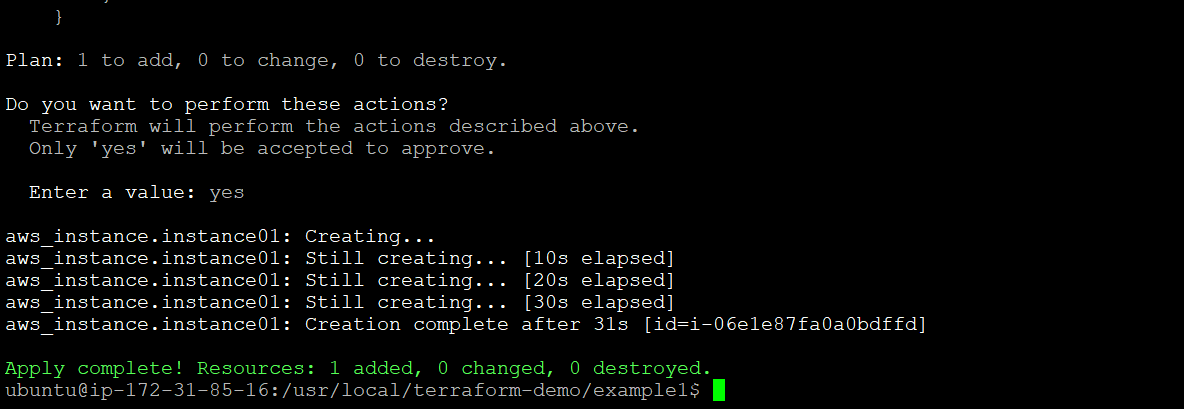 }
Plan: 1 to add, 0 to change, 0 to destroy.
Do you want to perform these actions?
Terraform will perform the actions described above.
Only 'yes' will be accepted to approve.
Enter a value: yes
aws_instance.instance01: Creating...
aws_instance.instance01: Still creating... [10s elapsed]
aws_instance.instance01: Still creating... [20s elapsed]
aws_instance.instance01: Still creating... [30s elapsed]
aws_instance.instance01: Creation complete after 31s [id=i-06e1e87fa0a0bdffd]
Apply complete! Resources: 1 added, 0 changed, 0 destroyed.
ubuntu@ip-172-31-85-16:/usr/local/terraform-demo/example1$